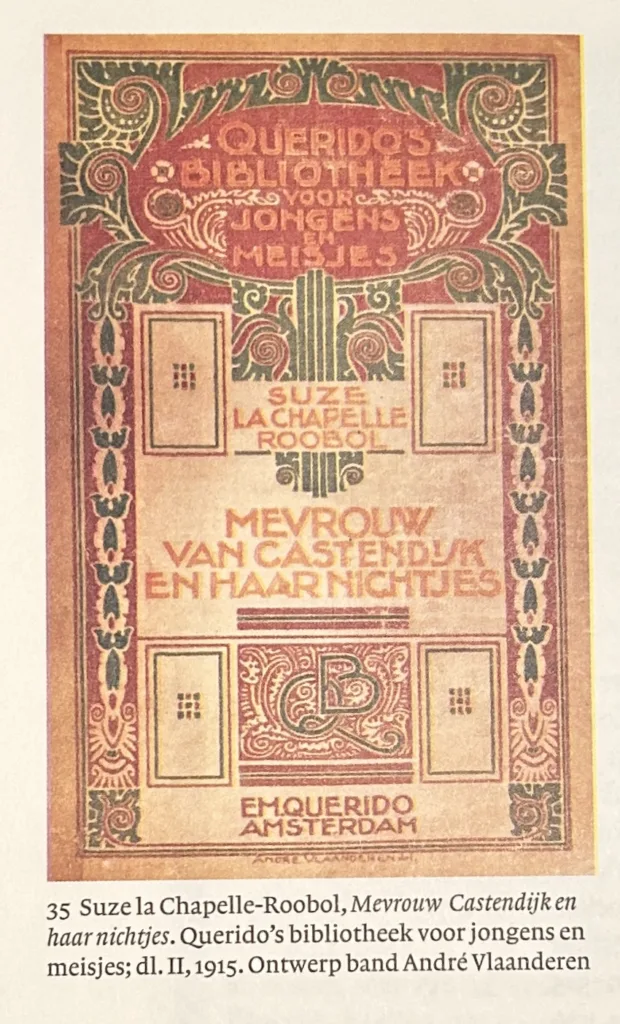 QUERIDO'S
BIBLIOTHEEK
VOOR
JONGENS
EN
MEISJES
SUZE
LA CHAPELLE
ROOBOL
MEVROUW
VAN CASTENDIJK
EN HAAR NICHTJES
QB
EM. QUERIDO
AMSTERDAM
ANDRÉ VLAANDEREN
35 Suze la Chapelle-Roobol, Mevrouw Castendijk en
haar nichtjes. Querido's bibliotheek voor jongens en
meisjes; dl. II, 1915. Ontwerp band André Vlaanderen